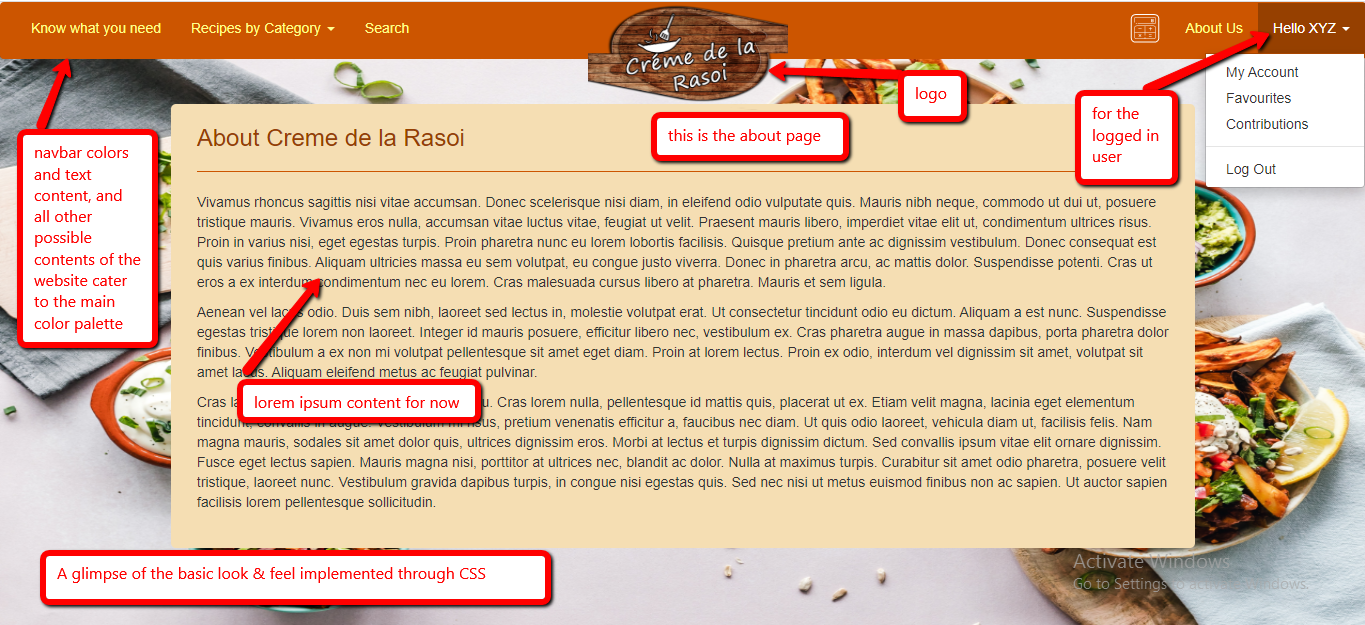 Know what you need Recipes by Category Search
Créme de la
Rasoi
About Us Hello XYZ
My Account
Favourites
Contributions
Log Out
logo
this is the about page
for the
logged in
user
navbar colors
and text
content, and
all other
possible
contents of the
website cater
to the main
color palette
About Creme de la Rasoi
Vivamus rhoncus sagittis nisi vitae accumsan. Donec scelerisque nisi diam, in eleifend odio vulputate quis. Mauris nibh neque, commodo ut dui ut, posuere
tristique mauris. Vivamus eros nulla, accumsan vitae luctus vitae, feugiat ut velit. Praesent mauris libero, imperdiet vitae elit ut, condimentum ultrices risus.
Proin in varius nisi, eget egestas turpis. Proin pharetra nunc eu lorem lobortis facilisis. Quisque pretium ante ac dignissim vestibulum. Donec consequat est
quis varius finibus. Aliquam ultricies massa eu sem volutpat, eu congue justo viverra. Donec in pharetra arcu, ac mattis dolor. Suspendisse potenti. Cras ut
eros a ex interdum condimentum nec eu lorem. Cras malesuada cursus libero at pharetra. Mauris et sem ligula.
Aenean vel lacus odio. Duis sem nibh, laoreet sed lectus in, molestie volutpat erat. Ut consectetur tincidunt odio eu dictum. Aliquam a est nunc. Suspendisse
egestas tristique lorem non laoreet. Integer id mauris posuere, efficitur libero nec, vestibulum ex. Cras pharetra augue in massa dapibus, porta pharetra dolor
finibus. Vestibulum a ex non mi volutpat pellentesque sit amet eget diam. Proin at lorem lectus. Proin ex odio, interdum vel dignissim sit amet, volutpat sit
amet lacus. Aliquam eleifend metus ac feugiat pulvinar.
lorem ipsum content for now
Cras u. Cras lorem nulla, pellentesque id mattis quis, placerat ut ex. Etiam velit magna, lacinia eget elementum
tincidunt, convallis in augue. Vestibulum mi risus, pretium venenatis efficitur a, faucibus nec diam. Ut quis odio laoreet, vehicula diam ut, facilisis felis. Nam
magna mauris, sodales sit amet dolor quis, ultrices dignissim eros. Morbi at lectus et turpis dignissim dictum. Sed convallis ipsum vitae elit ornare dignissim.
Fusce eget lectus sapien. Mauris magna nisi, porttitor at ultrices nec, blandit ac dolor. Nulla at maximus turpis. Curabitur sit amet odio pharetra, posuere velit
tristique, laoreet nunc. Vestibulum gravida dapibus turpis, in congue nisi egestas quis. Sed nec nisi ut metus euismod finibus non ac sapien. Ut auctor sapien
facilisis lorem pellentesque sollicitudin.
A glimpse of the basic look & feel implemented through CSS
Activate Windows
Go to Settings to activate Windows.